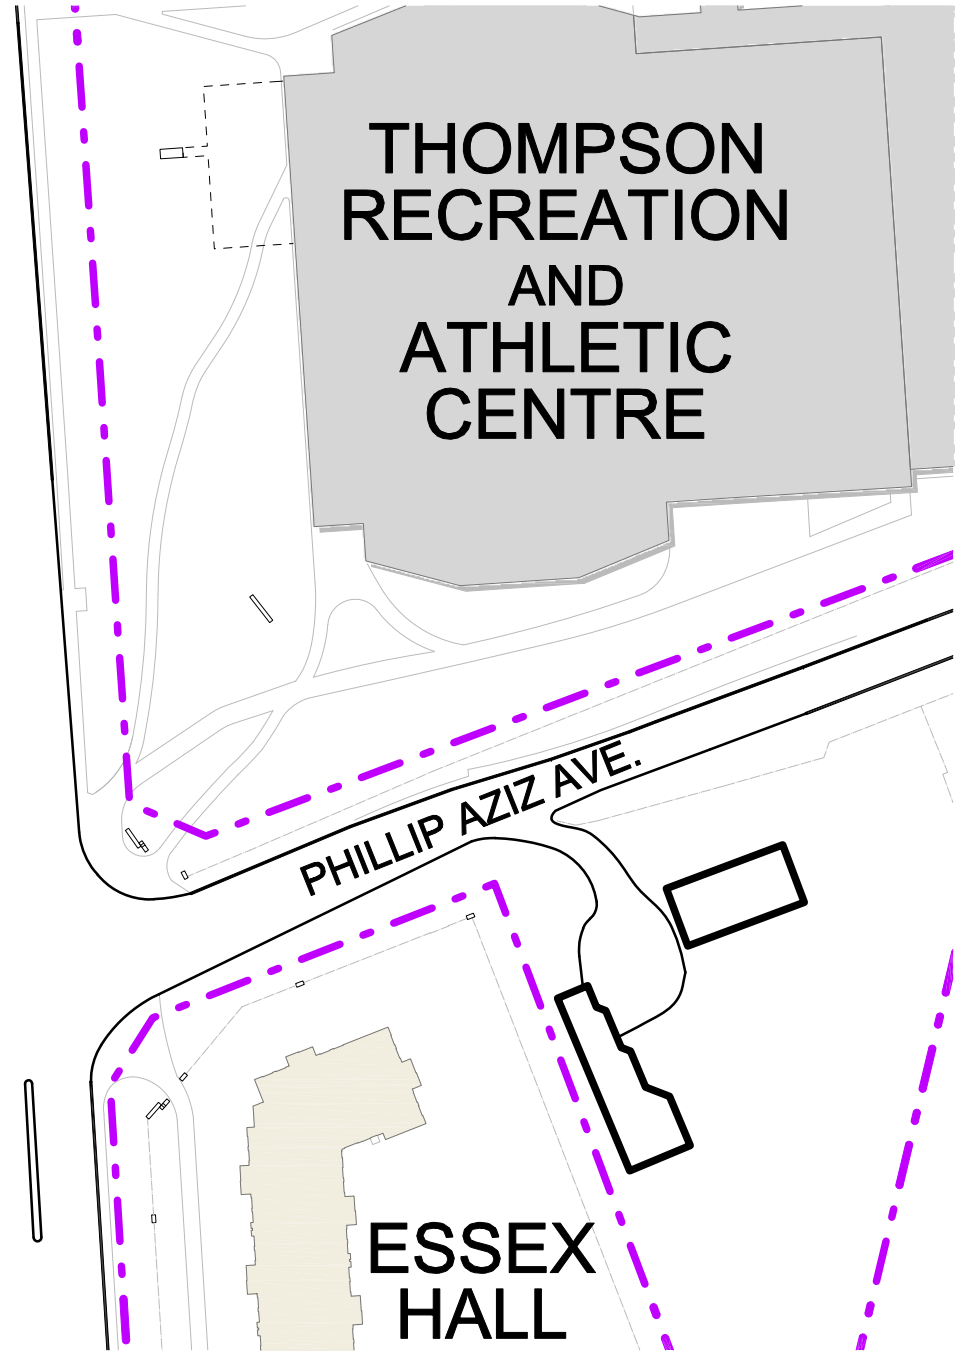 THOMPSON
RECREATION
AND
ATHLETIC
CENTRE
PHILLIP AZIZ AVE.
ESSEX
HALL